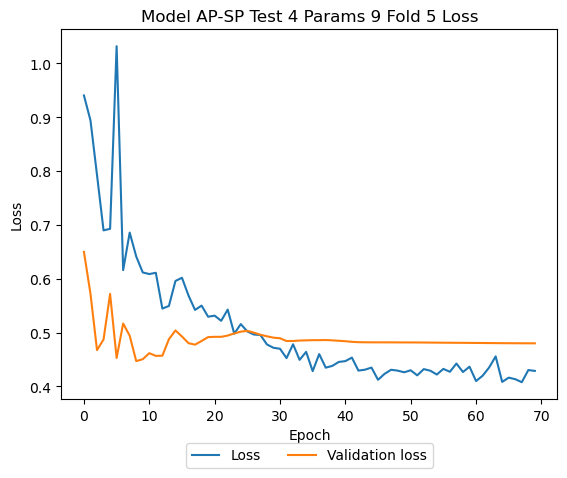 Model AP-SP Test 4 Params 9 Fold 5 Loss
1.0
0.9
0.8
0.7
0.6
0.5
0.4
Loss
0 10 20 30 40 50 60 70
Epoch
Loss Validation loss